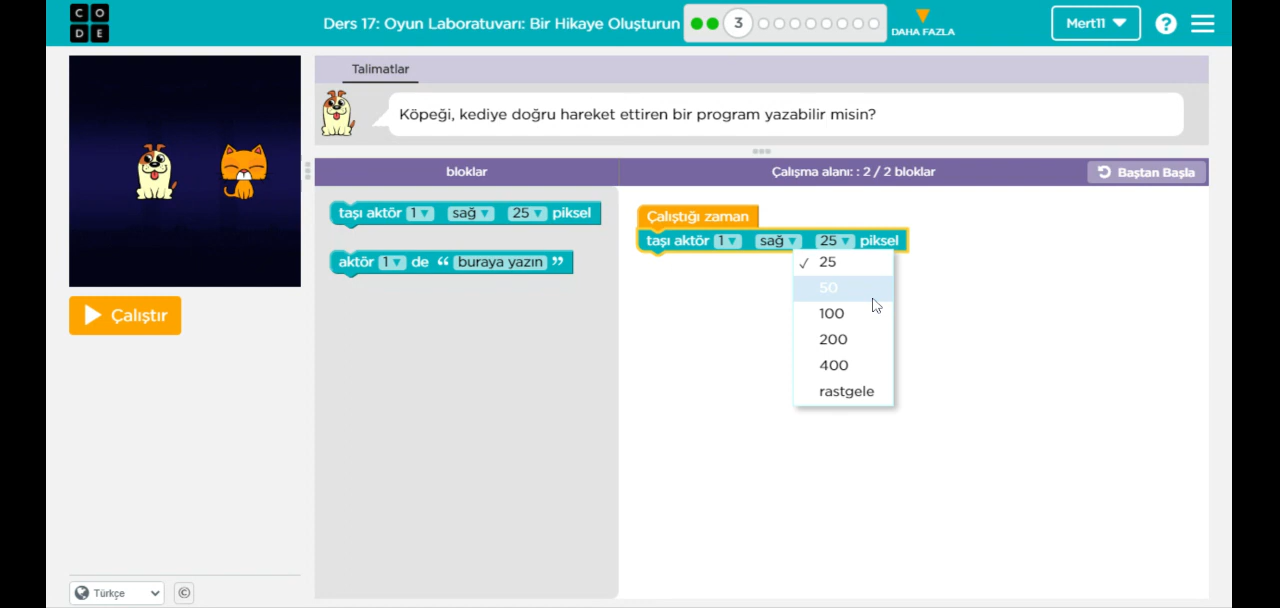 C O
D E
Ders 17: Oyun Laboratuvarı: Bir Hikaye Oluşturun
3
DAHA FAZLA
Mert11
?
Talimatlar
Köpeği, kediye doğru hareket ettiren bir program yazabilir misin?
bloklar
Çalışma alanı: : 2 / 2 bloklar
Baştan Başla
taşı aktör 1 sağ 25 piksel
aktör 1 de “ buraya yazın ”
Çalıştığı zaman
taşı aktör 1 sağ 25 piksel
✓ 25
50
100
200
400
rastgele
Çalıştır
Türkçe ©